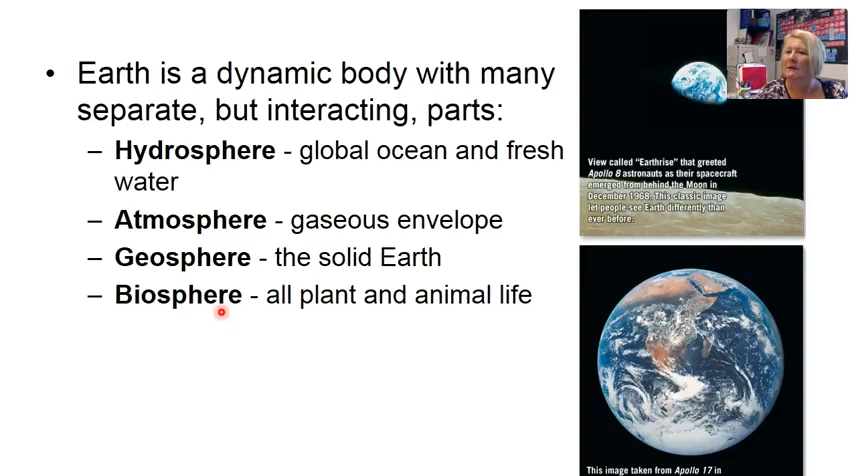 • Earth is a dynamic body with many
separate, but interacting, parts:
– Hydrosphere - global ocean and fresh
water
– Atmosphere - gaseous envelope
– Geosphere - the solid Earth
– Biosphere - all plant and animal life
View called "Earthrise" that greeted
Apollo 8 astronauts as their spacecraft
emerged from behind the Moon in
December 1968. This classic image
let people see Earth differently than
ever before.
This image taken from Apollo 17 in